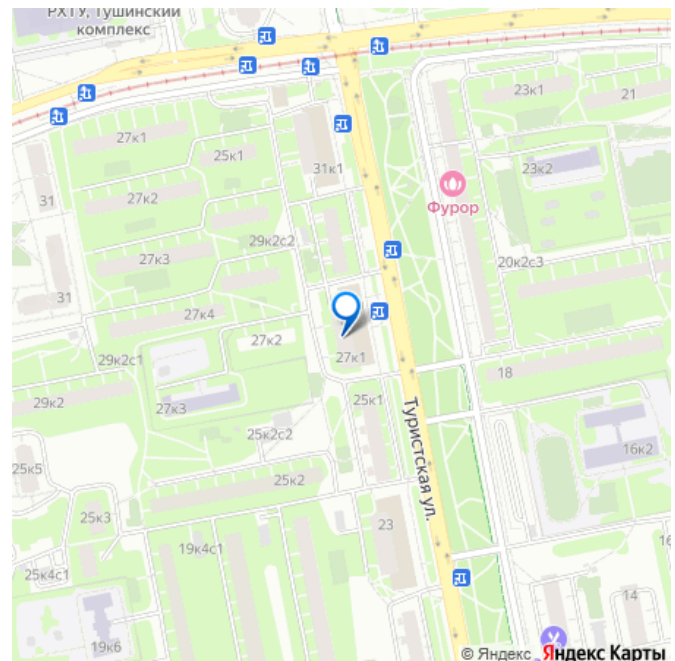 РХТУ, Тушинский
комплекс
23к1
21
27к1
25к1
31к1
23к2
31
27к2
Фурор
29к2с2
27к3
20к2с3
31
27к4
27к2
27к1
29к2с1
18
29к2
27к3
25к1
Туристская ул.
25к2с2
16к2
25к5
25к2
25к3
23
19к4с1
16
25к4с1
14
19к6
© Яндекс Яндекс Карты